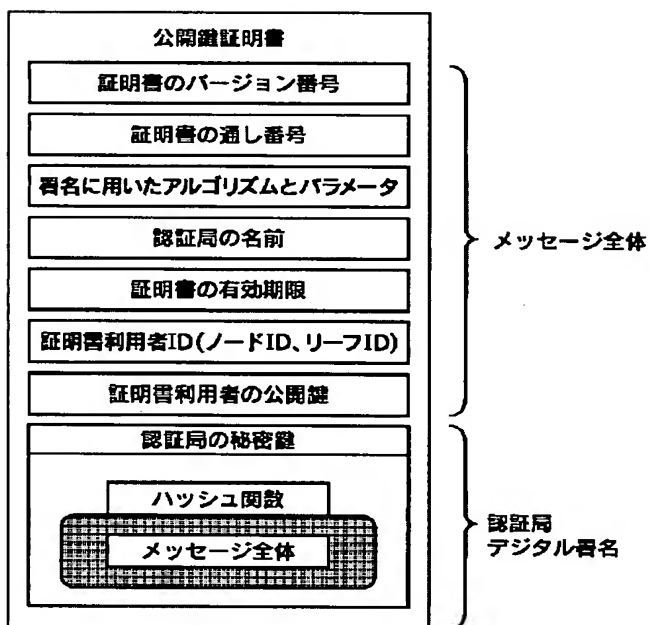 公開鍵証明書
証明書のバージョン番号
証明書の通し番号
署名に用いたアルゴリズムとパラメータ
認証局の名前
証明書の有効期限
証明書利用者ID(ノードID、リーフID)
証明書利用者の公開鍵
メッセージ全体
認証局の秘密鍵
ハッシュ関数
メッセージ全体
認証局
デジタル署名